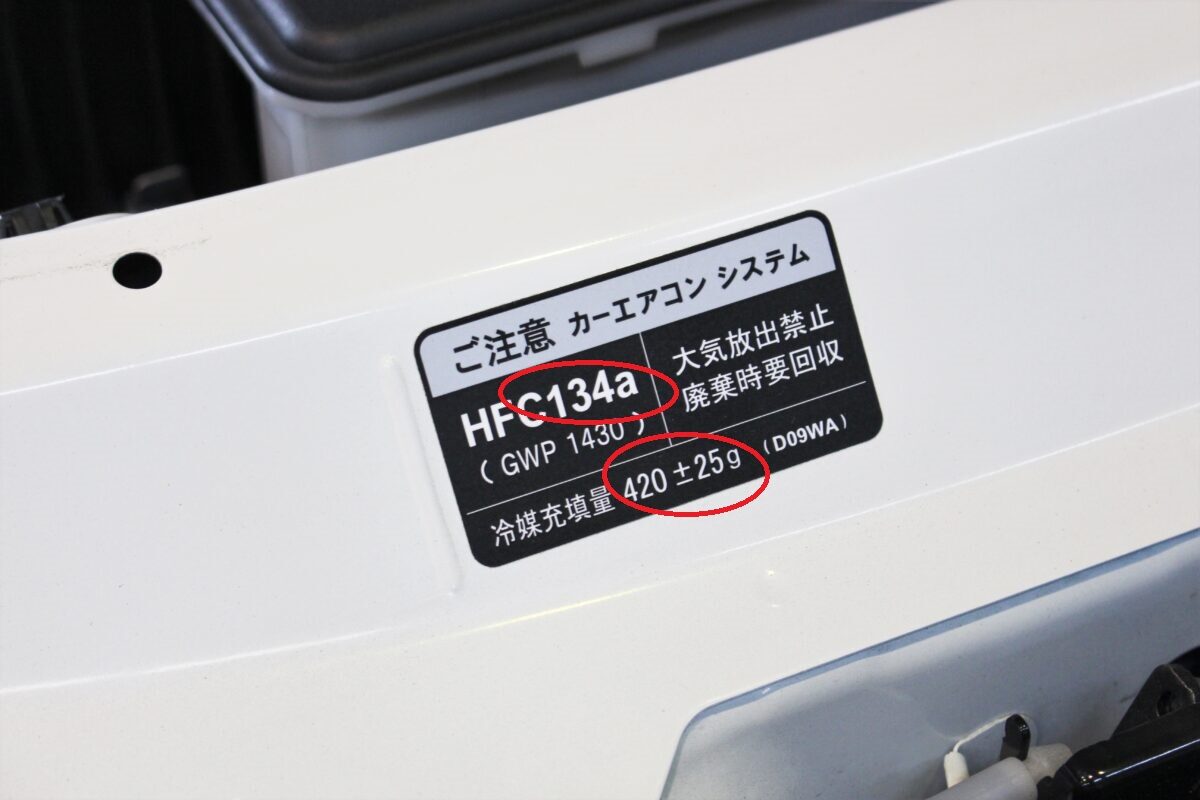 ご注意 カーエアコン システム
HFC134a
( GWP 1430 )
大気放出禁止
廃棄時要回収
冷媒充填量 420 ±25g (D09WA)